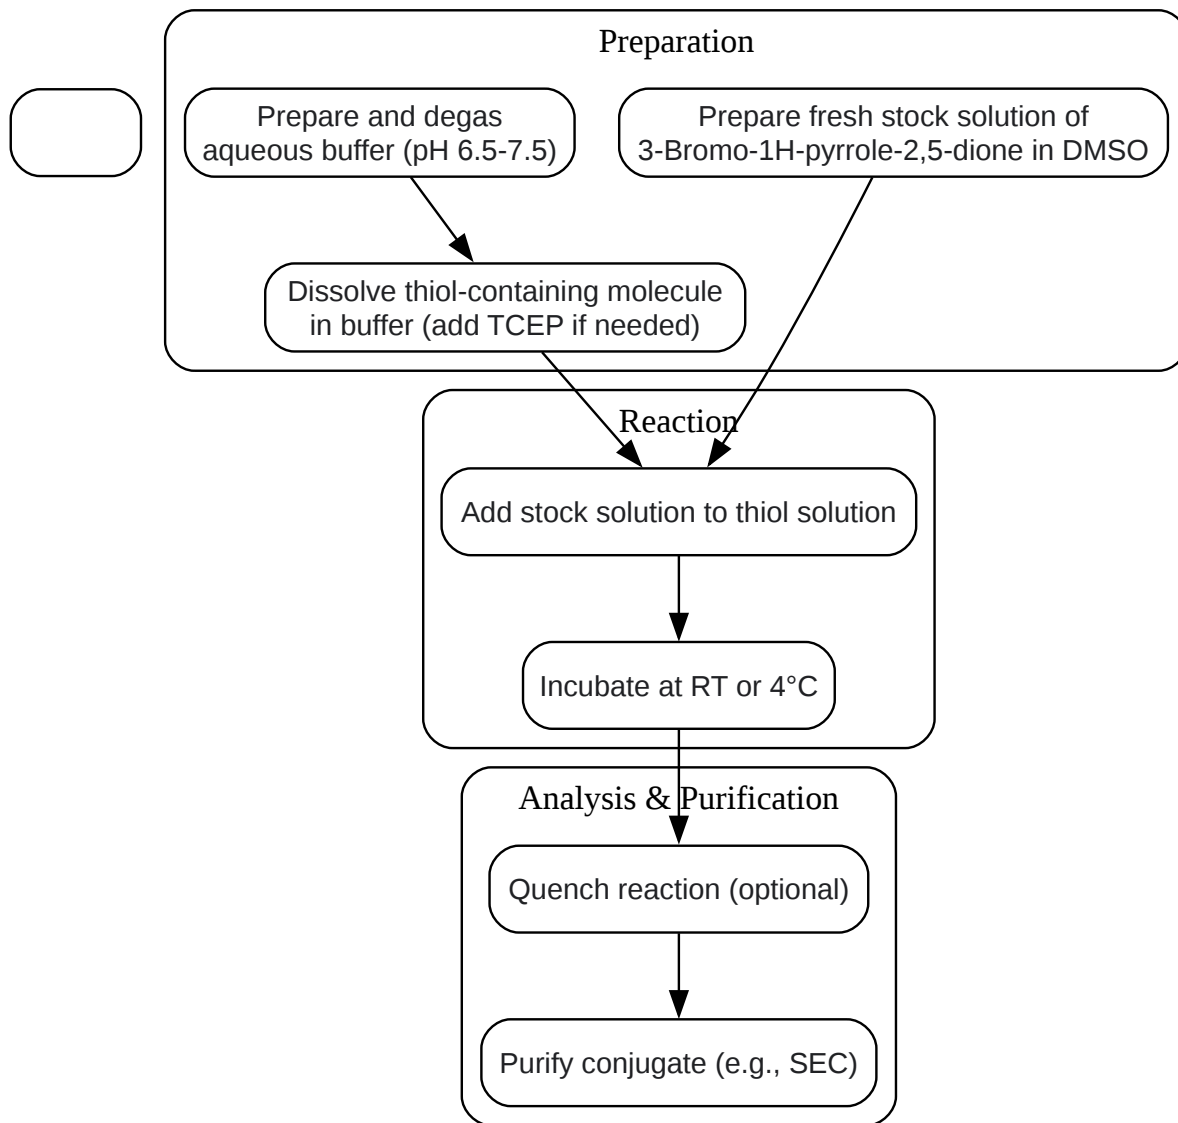 Preparation
Prepare and degas
aqueous buffer (pH 6.5-7.5)
Prepare fresh stock solution of
3-Bromo-1H-pyrrole-2,5-dione in DMSO
Dissolve thiol-containing molecule
in buffer (add TCEP if needed)
Reaction
Add stock solution to thiol solution
Incubate at RT or 4°C
Analysis & Purification
Quench reaction (optional)
Purify conjugate (e.g., SEC)